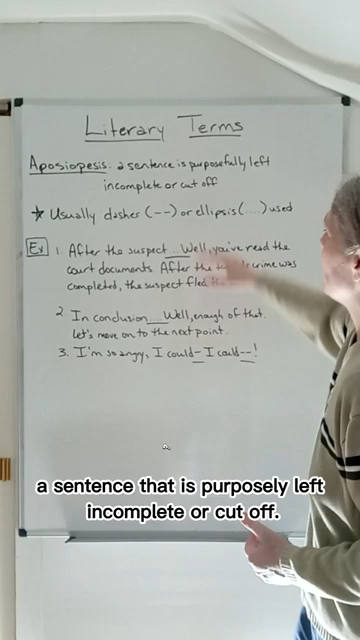 Literary Terms
Aposiopesis: a sentence is purposefully left
incomplete or cut off
★ Usually dashes (--) or ellipsis (....) used
Ex 1. After the suspect ... Well, you've read the
court documents. After the crime was
completed, the suspect fled
2. In conclusion.... Well, enough of that.
Let's move on to the next point.
3. I'm so angry, I could – I could--!
a sentence that is purposely left
incomplete or cut off.